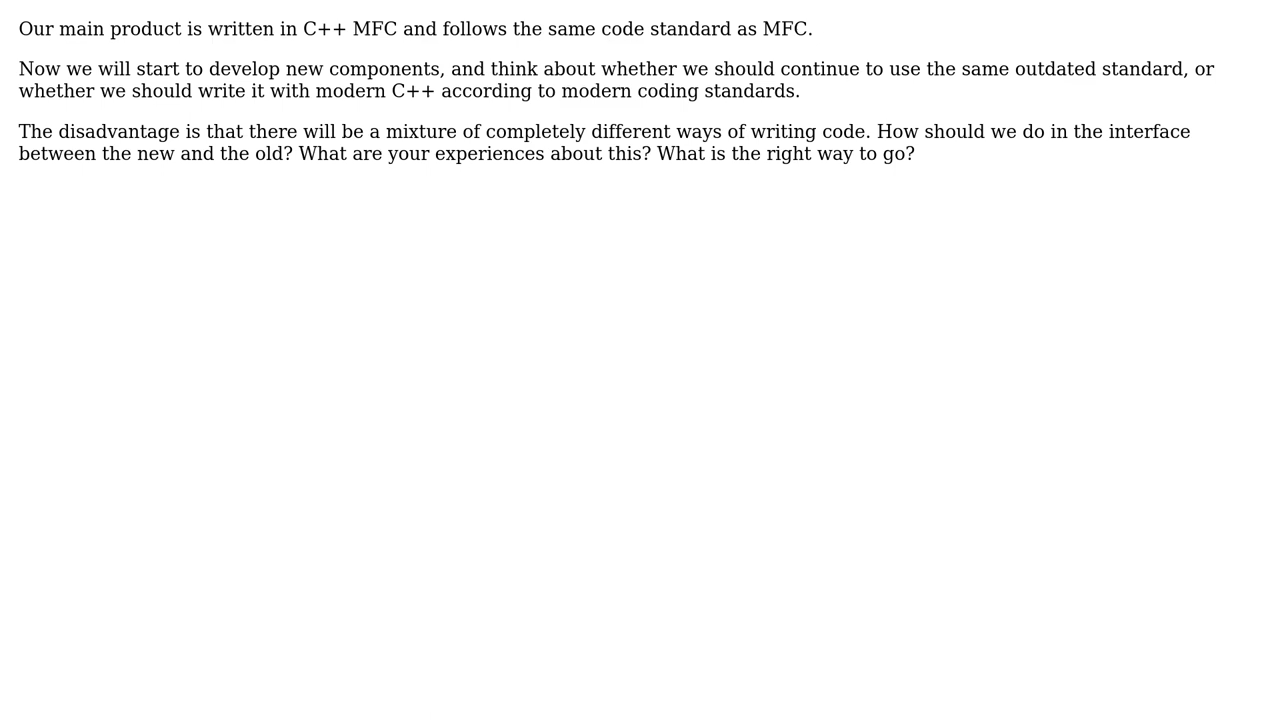 Our main product is written in C++ MFC and follows the same code standard as MFC.
Now we will start to develop new components, and think about whether we should continue to use the same outdated standard, or
whether we should write it with modern C++ according to modern coding standards.
The disadvantage is that there will be a mixture of completely different ways of writing code. How should we do in the interface
between the new and the old? What are your experiences about this? What is the right way to go?